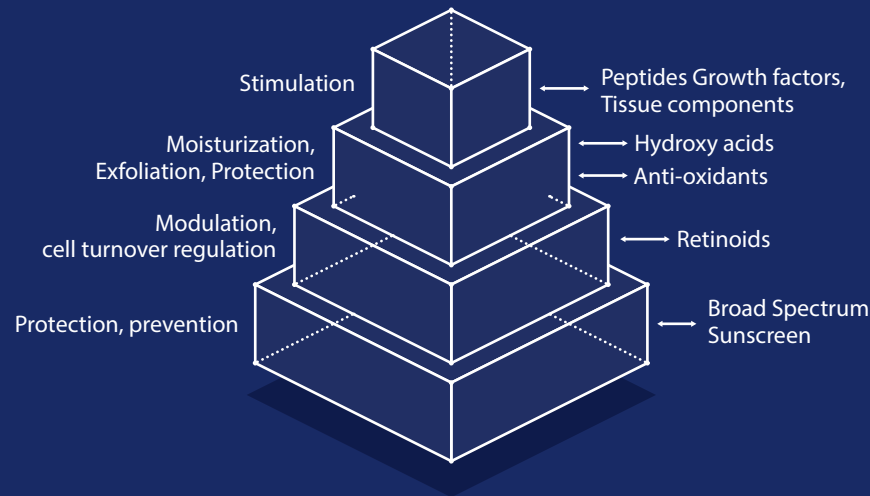 Stimulation
Peptides Growth factors,
Tissue components
Moisturization,
Exfoliation, Protection
Hydroxy acids
Anti-oxidants
Modulation,
cell turnover regulation
Retinoids
Protection, prevention
Broad Spectrum
Sunscreen